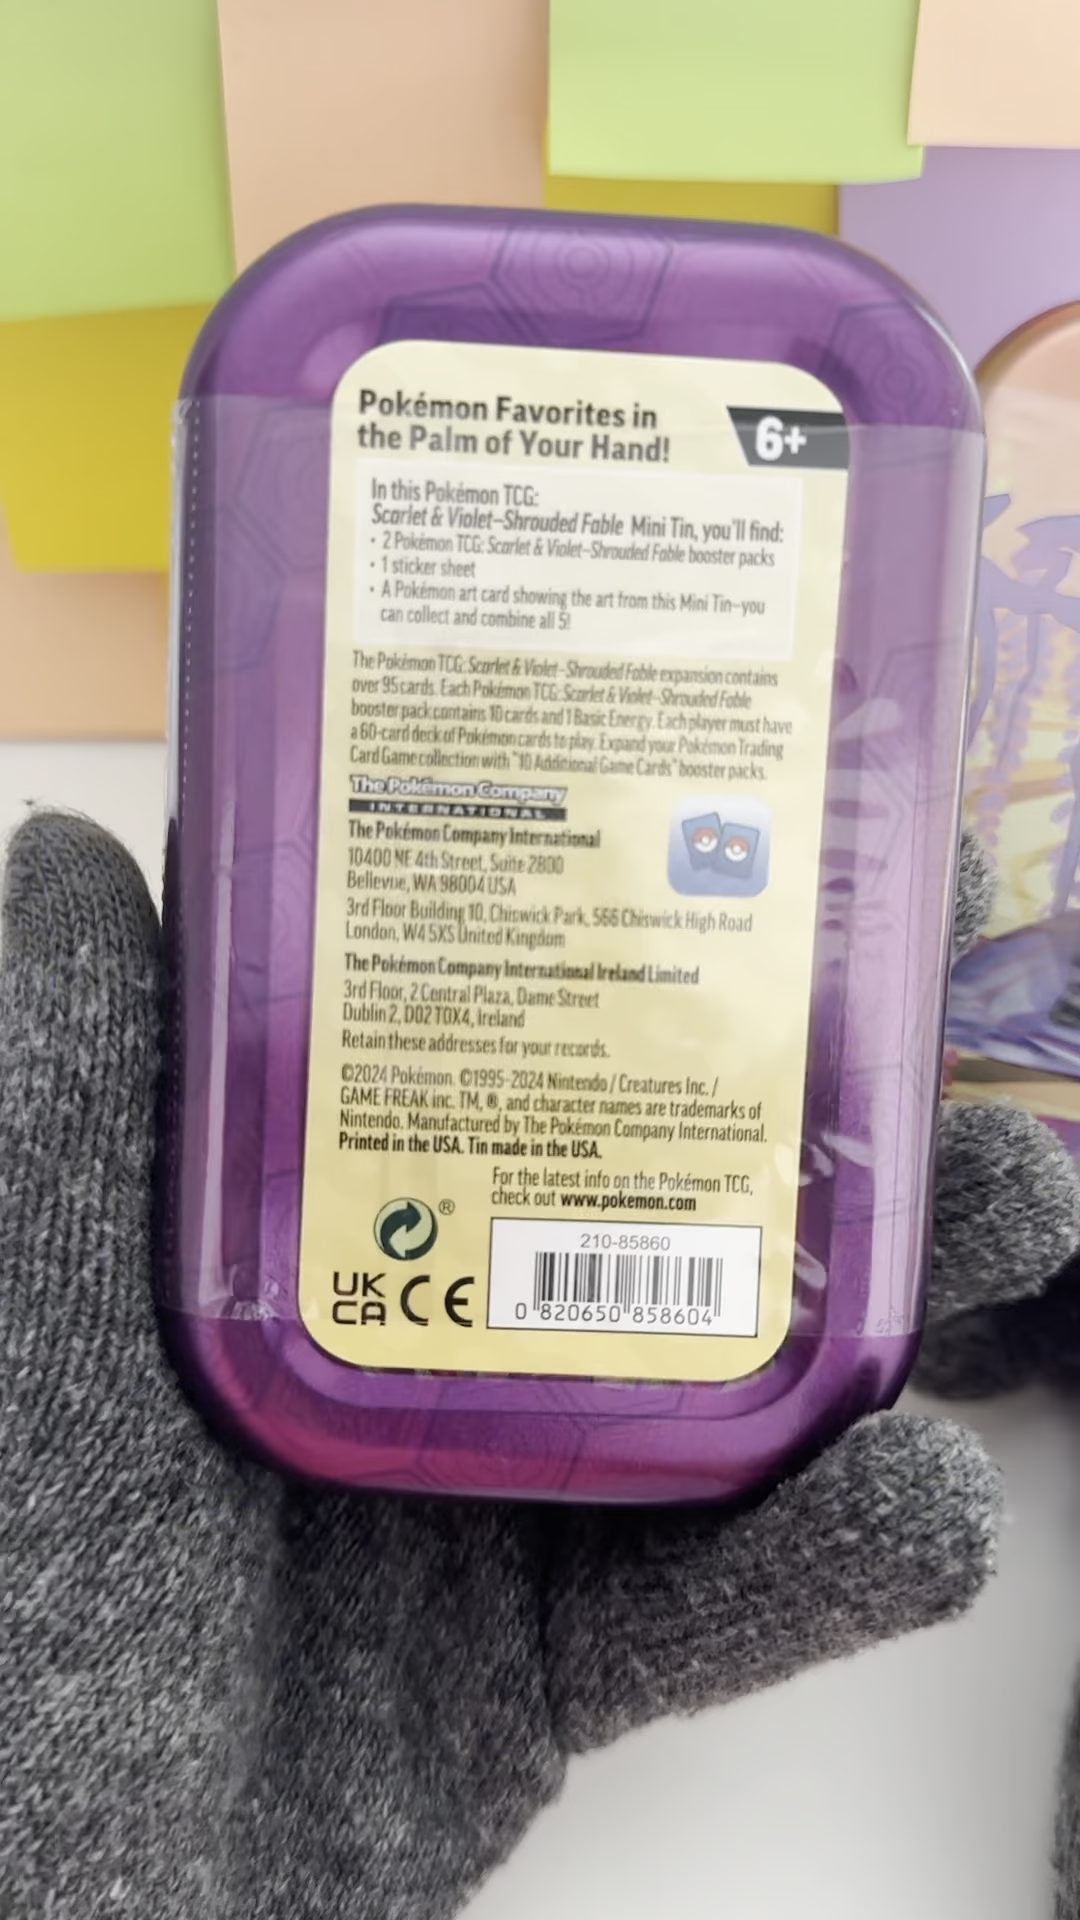 Pokémon Favorites in
the Palm of Your Hand!
6+
In this Pokémon TCG:
Scarlet & Violet–Shrouded Fable Mini Tin, you'll find:
• 2 Pokémon TCG: Scarlet & Violet–Shrouded Fable booster packs
• 1 sticker sheet
• A Pokémon art card showing the art from this Mini Tin–you
can collect and combine all 5!
The Pokémon TCG: Scarlet & Violet–Shrouded Fable expansion contains
over 95 cards. Each Pokémon TCG: Scarlet & Violet–Shrouded Fable
booster pack contains 10 cards and 1 Basic Energy. Each player must have
a 60-card deck of Pokémon cards to play. Expand your Pokémon Trading
Card Game collection with "10 Additional Game Cards" booster packs.
The Pokémon Company
INTERNATIONAL
The Pokémon Company International
10400 NE 4th Street, Suite 2800
Bellevue, WA 98004 USA
3rd Floor Building 10, Chiswick Park, 566 Chiswick High Road
London, W4 5XS United Kingdom
The Pokémon Company International Ireland Limited
3rd Floor, 2 Central Plaza, Dame Street
Dublin 2, D02 T0X4, Ireland
Retain these addresses for your records.
©2024 Pokémon. ©1995–2024 Nintendo / Creatures Inc. /
GAME FREAK inc. TM, ®, and character names are trademarks of
Nintendo. Manufactured by The Pokémon Company International.
Printed in the USA. Tin made in the USA.
For the latest info on the Pokémon TCG,
check out www.pokemon.com
®
UK
CA CE
210-85860
0 820650 858604